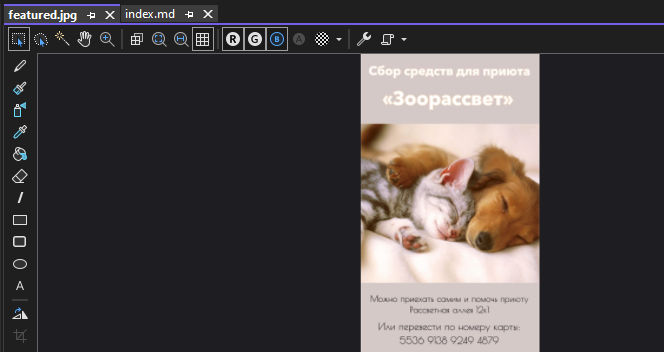 featured.jpg
index.md
R G B A
A
Сбор средств для приюта
«Зоорассвет»
Можно приехать самим и помочь приюту
Рассветная аллея 12к1
Или перевести по номеру карты:
5536 9138 9249 4879